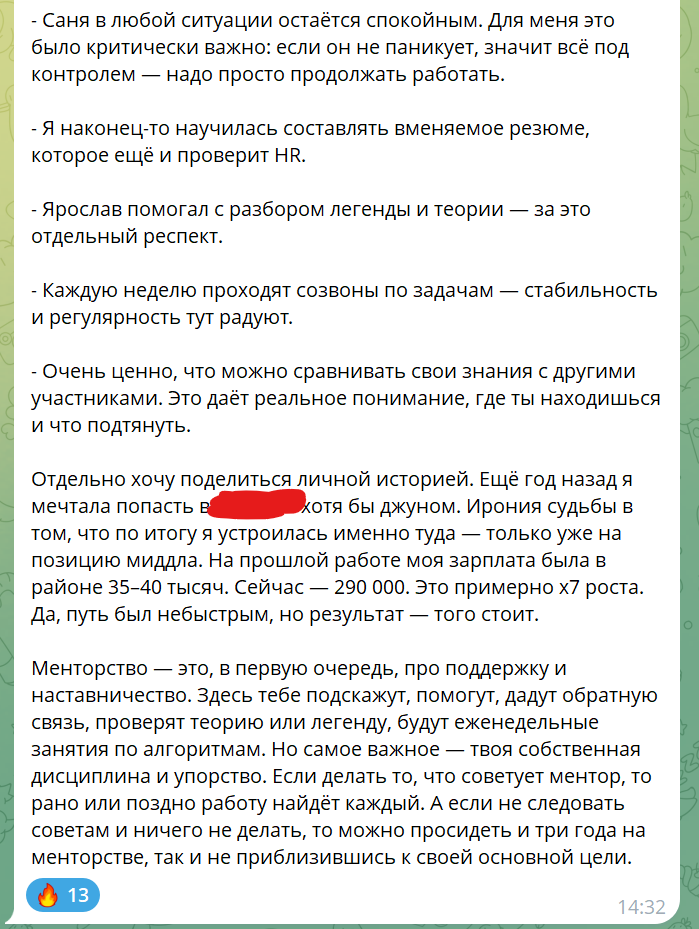 - Саня в любой ситуации остаётся спокойным. Для меня это
было критически важно: если он не паникует, значит всё под
контролем — надо просто продолжать работать.
- Я наконец-то научилась составлять вменяемое резюме,
которое ещё и проверит HR.
- Ярослав помогал с разбором легенды и теории — за это
отдельный респект.
- Каждую неделю проходят созвоны по задачам — стабильность
и регулярность тут радуют.
- Очень ценно, что можно сравнивать свои знания с другими
участниками. Это даёт реальное понимание, где ты находишься
и что подтянуть.
Отдельно хочу поделиться личной историей. Ещё год назад я
мечтала попасть в хотя бы джуном. Ирония судьбы в
том, что по итогу я устроилась именно туда — только уже на
позицию миддла. На прошлой работе моя зарплата была в
районе 35–40 тысяч. Сейчас — 290 000. Это примерно x7 роста.
Да, путь был небыстрым, но результат — того стоит.
Менторство — это, в первую очередь, про поддержку и
наставничество. Здесь тебе подскажут, помогут, дадут обратную
связь, проверят теорию или легенду, будут еженедельные
занятия по алгоритмам. Но самое важное — твоя собственная
дисциплина и упорство. Если делать то, что советует ментор, то
рано или поздно работу найдёт каждый. А если не следовать
советам и ничего не делать, то можно просидеть и три года на
менторстве, так и не приблизившись к своей основной цели.
13
14:32